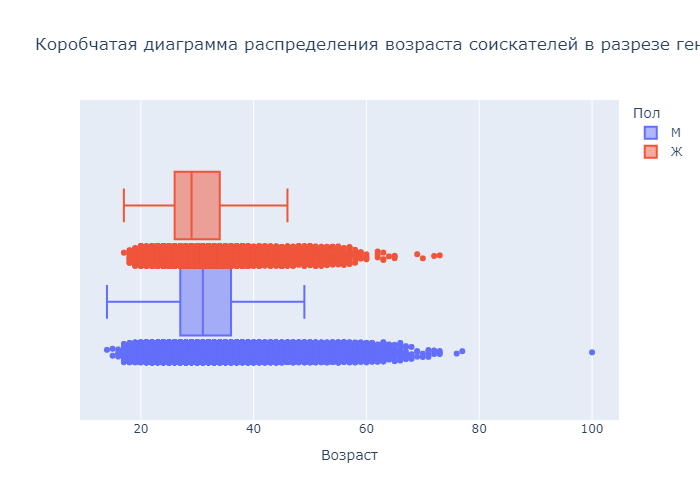 Коробчатая диаграмма распределения возраста соискателей в разрезе ген
Пол
М
Ж
20 40 60 80 100
Возраст